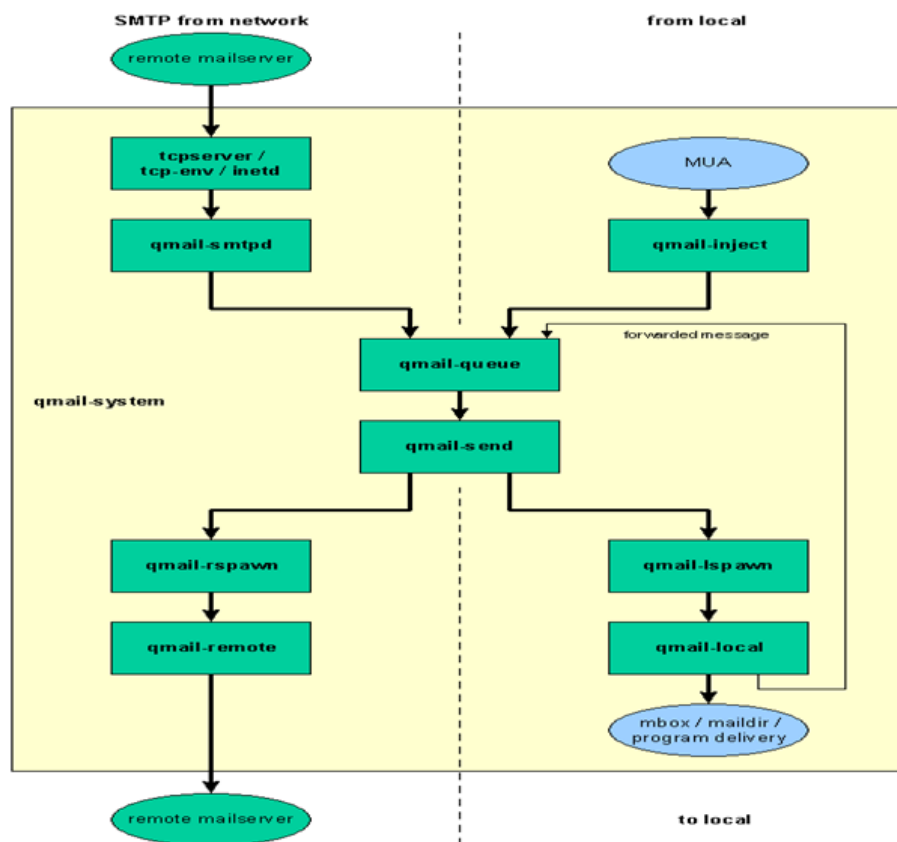 SMTP from network
from local
remote mailserver
tcpserver /
tcp-env / inetd
MUA
qmail-smtpd
qmail-inject
forwarded message
qmail-queue
qmail-system
qmail-send
qmail-rspawn
qmail-lspawn
qmail-remote
qmail-local
mbox / maildir /
program delivery
remote mailserver
to local